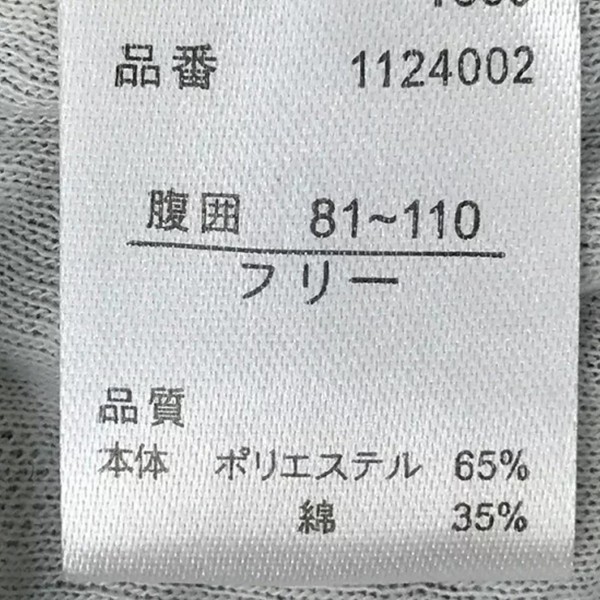 品番 1124002
腹囲 81~110
フリー
品質
本体 ポリエステル 65%
綿 35%